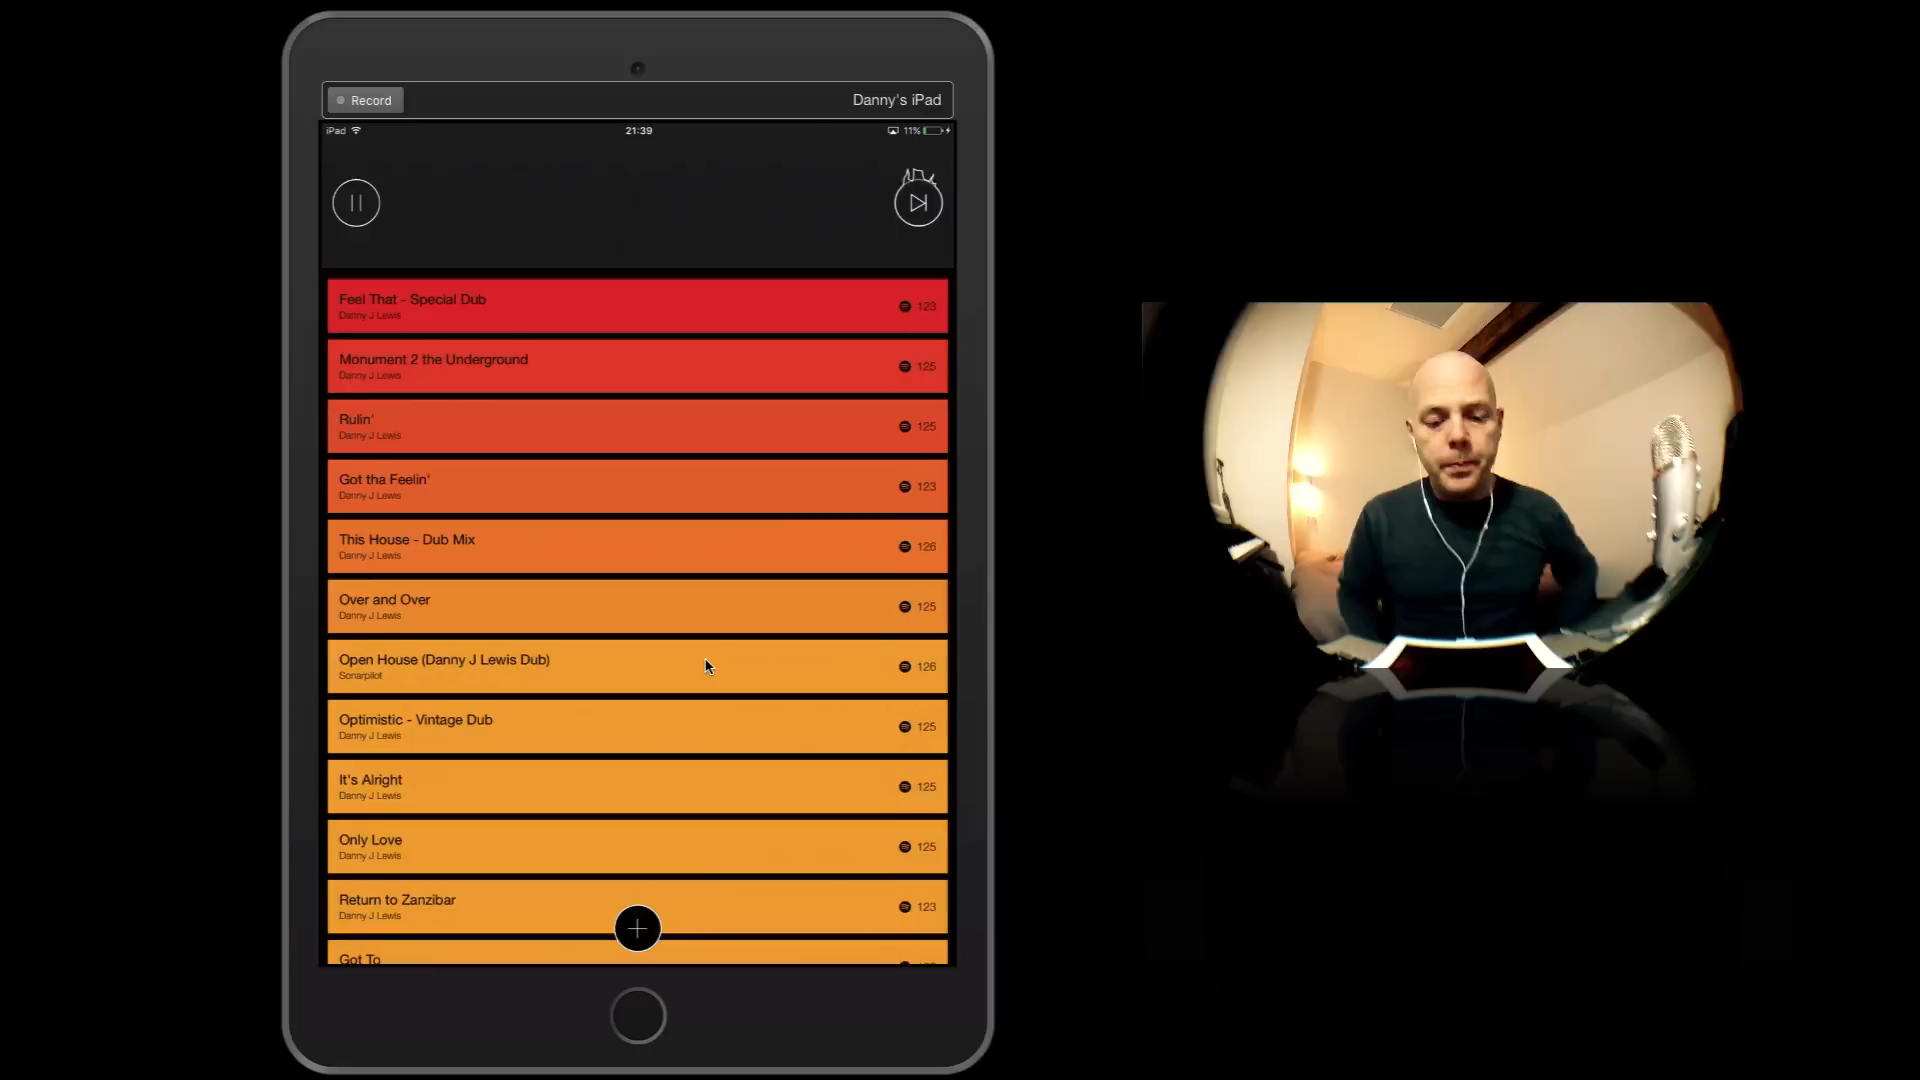 Record
Danny's iPad
iPad
21:39
11%
Feel That - Special Dub
Danny J Lewis
123
Monument 2 the Underground
Danny J Lewis
125
Rulin'
Danny J Lewis
125
Got tha Feelin'
Danny J Lewis
123
This House - Dub Mix
Danny J Lewis
126
Over and Over
Danny J Lewis
125
Open House (Danny J Lewis Dub)
Sonarpilot
126
Optimistic - Vintage Dub
Danny J Lewis
125
It's Alright
Danny J Lewis
125
Only Love
Danny J Lewis
125
Return to Zanzibar
Danny J Lewis
123
Got To